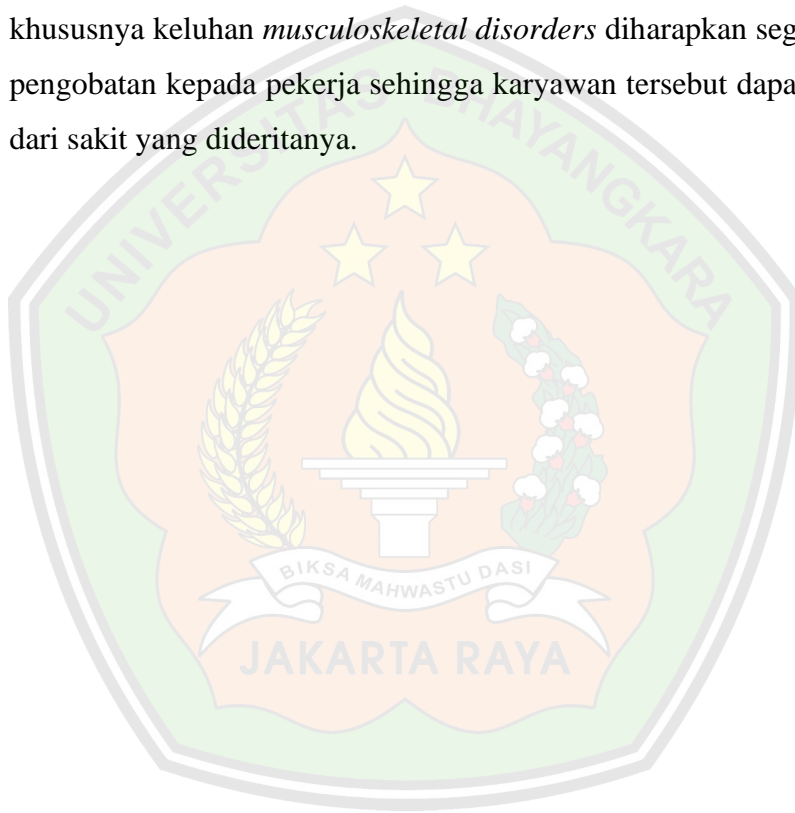 khususnya keluhan musculoskeletal disorders diharapkan seg
pengobatan kepada pekerja sehingga karyawan tersebut dapa
dari sakit yang dideritanya.
UNIVERSITAS BHAYANGKARA
BIKSA MAHWASTU DASI
JAKARTA RAYA